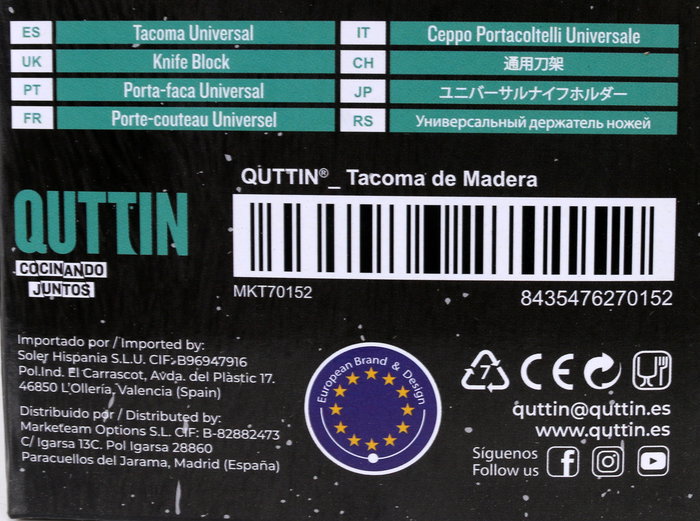 ES Tacoma Universal
UK Knife Block
PT Porta-faca Universal
FR Porte-couteau Universel
IT Ceppo Portacoltelli Universale
CH 通用刀架
JP ユニバーサルナイフホルダー
RS Универсальный держатель ножей
QUTTIN
COCINANDO
JUNTOS
QUTTIN®_ Tacoma de Madera
MKT70152
8435476270152
Importado por / Imported by:
Soler Hispania S.L.U. CIF: B96947916
Pol.Ind. El Carrascot, Avda. del Plàstic 17.
46850 L'Ollería, Valencia (Spain)
Distribuido por / Distributed by:
Marketeam Options S.L. CIF: B-82882473
C/ Igarsa 13C. Pol Igarsa 28860
Paracuellos del Jarama, Madrid (España)
European Brand & Design
7
CE
quttin@quttin.es
www.quttin.es
Síguenos
Follow us